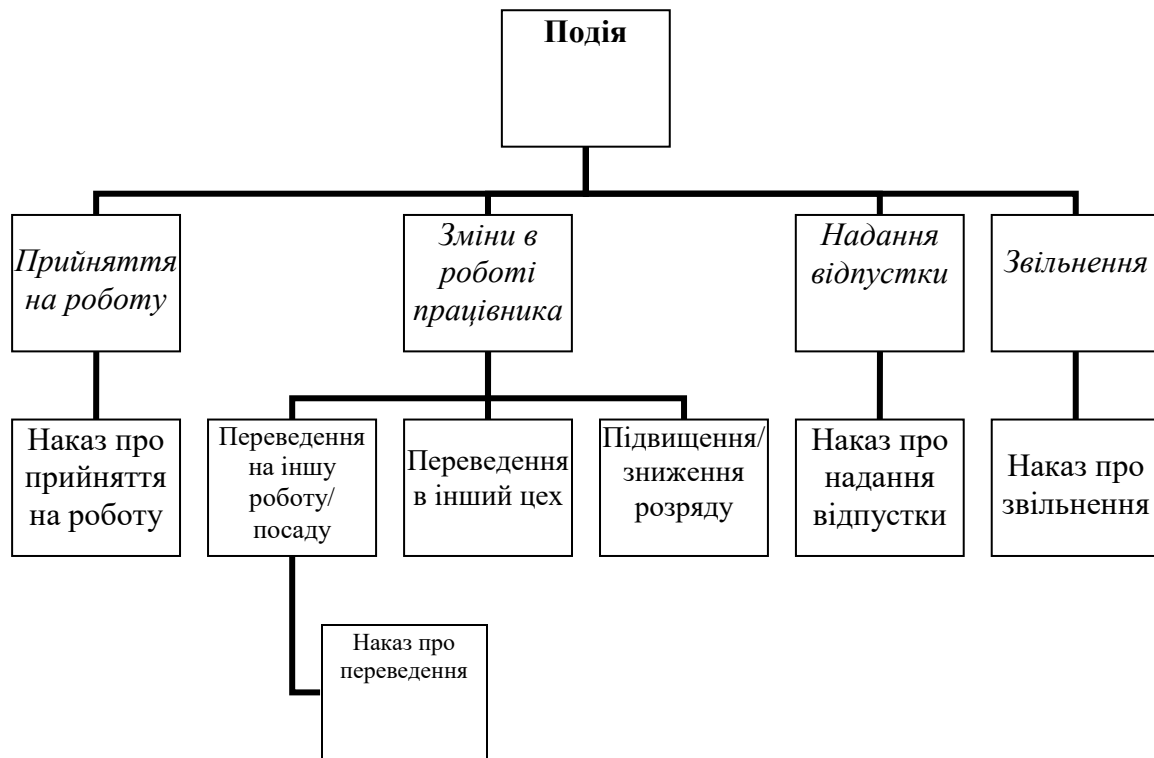 Подія
Прийняття
на роботу
Зміни в
роботі
працівника
Надання
відпустки
Звільнення
Наказ про
прийняття
на роботу
Переведення
на іншу
роботу/
посаду
Переведення
в інший цех
Підвищення/
зниження
розряду
Наказ про
надання
відпустки
Наказ про
звільнення
Наказ про
переведення